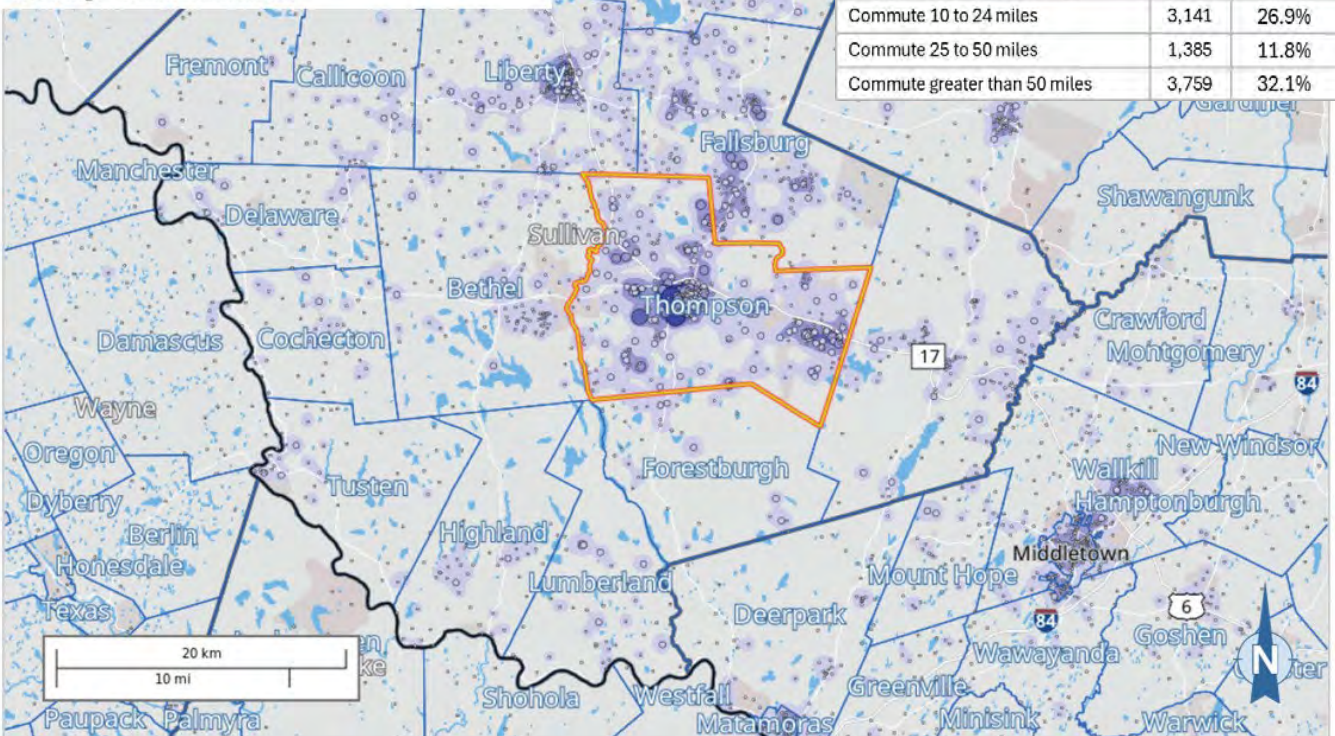 Commute 10 to 24 miles 3,141 26.9%
Commute 25 to 50 miles 1,385 11.8%
Commute greater than 50 miles 3,759 32.1%
Fremont
Callicoon
Liberty
Gardiner
Fallsburg
Manchester
Shawangunk
Delaware
Sullivan
Bethel
Thompson
Crawford
Damascus
Cochecton
Montgomery
17
84
Wayne
Oregon
New Windsor
Forestburgh
Wallkill
Tusten
Dyberry
Hamptonburgh
Berlin
Highland
Middletown
Honesdale
Lumberland
Mount Hope
Texas
Deerpark
6
84
Goshen
20 km
Wawayanda
N
10 mi
Greenville
Shohola
Westfall
Paupack
Palmyra
Matamoras
Minisink
Warwick